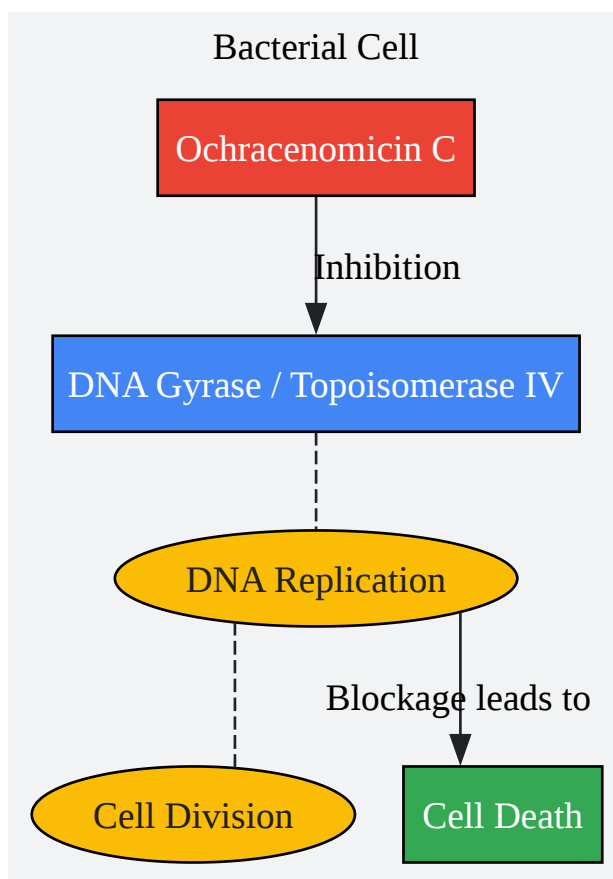 Bacterial Cell
Ochracenomicin C
Inhibition
DNA Gyrase / Topoisomerase IV
DNA Replication
Blockage leads to
Cell Division
Cell Death